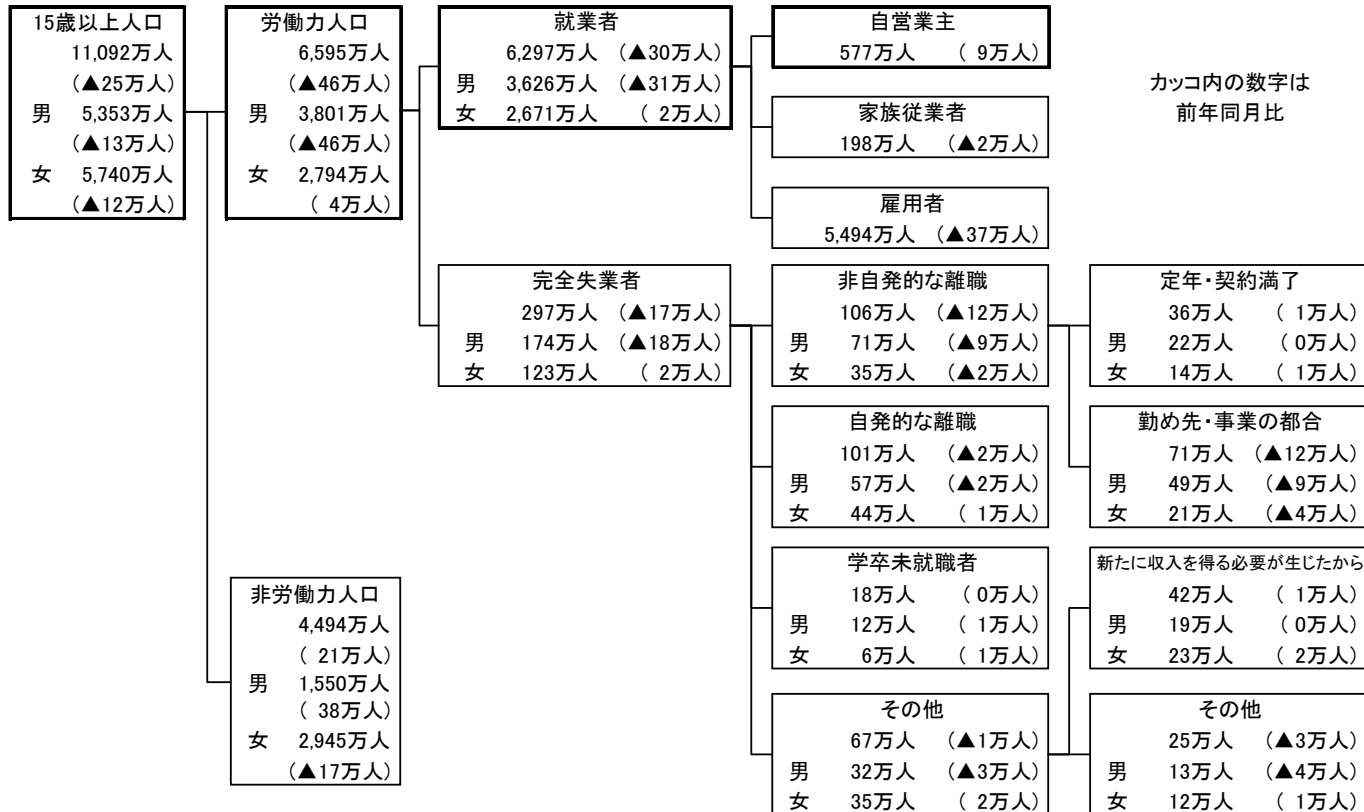 15歳以上人口
11,092万人
(▲25万人)
男 5,353万人
(▲13万人)
女 5,740万人
(▲12万人)
労働力人口
6,595万人
(▲46万人)
男 3,801万人
(▲46万人)
女 2,794万人
( 4万人)
就業者
6,297万人 (▲30万人)
男 3,626万人 (▲31万人)
女 2,671万人 ( 2万人)
自営業主
577万人 ( 9万人)
家族従業者
198万人 (▲2万人)
雇用者
5,494万人 (▲37万人)
カッコ内の数字は
前年同月比
完全失業者
297万人 (▲17万人)
男 174万人 (▲18万人)
女 123万人 ( 2万人)
非自発的な離職
106万人 (▲12万人)
男 71万人 (▲9万人)
女 35万人 (▲2万人)
定年・契約満了
36万人 ( 1万人)
男 22万人 ( 0万人)
女 14万人 ( 1万人)
自発的な離職
101万人 (▲2万人)
男 57万人 (▲2万人)
女 44万人 ( 1万人)
勤め先・事業の都合
71万人 (▲12万人)
男 49万人 (▲9万人)
女 21万人 (▲4万人)
学卒未就職者
18万人 ( 0万人)
男 12万人 ( 1万人)
女 6万人 ( 1万人)
新たに収入を得る必要が生じたから
42万人 ( 1万人)
男 19万人 ( 0万人)
女 23万人 ( 2万人)
非労働力人口
4,494万人
( 21万人)
男 1,550万人
( 38万人)
女 2,945万人
(▲17万人)
その他
67万人 (▲1万人)
男 32万人 (▲3万人)
女 35万人 ( 2万人)
その他
25万人 (▲3万人)
男 13万人 (▲4万人)
女 12万人 ( 1万人)